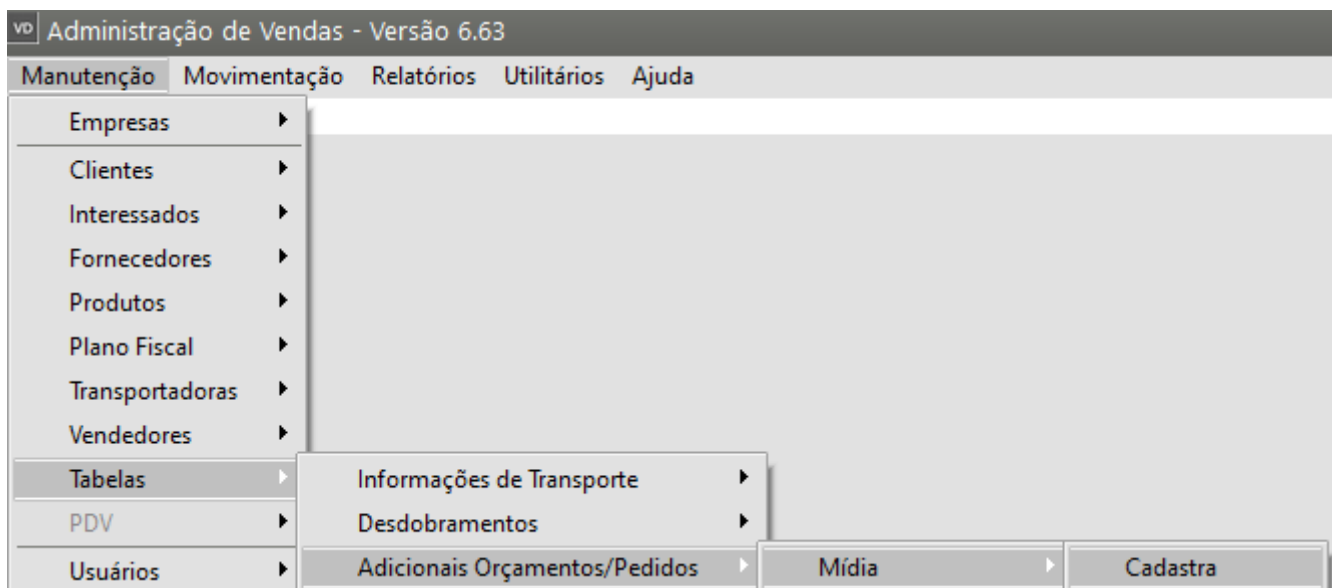 VD Administração de Vendas - Versão 6.63
Manutenção Movimentação Relatórios Utilitários Ajuda
Empresas
Clientes
Interessados
Fornecedores
Produtos
Plano Fiscal
Transportadoras
Vendedores
Tabelas Informações de Transporte
PDV Desdobramentos
Usuários Adicionais Orçamentos/Pedidos Mídia Cadastra